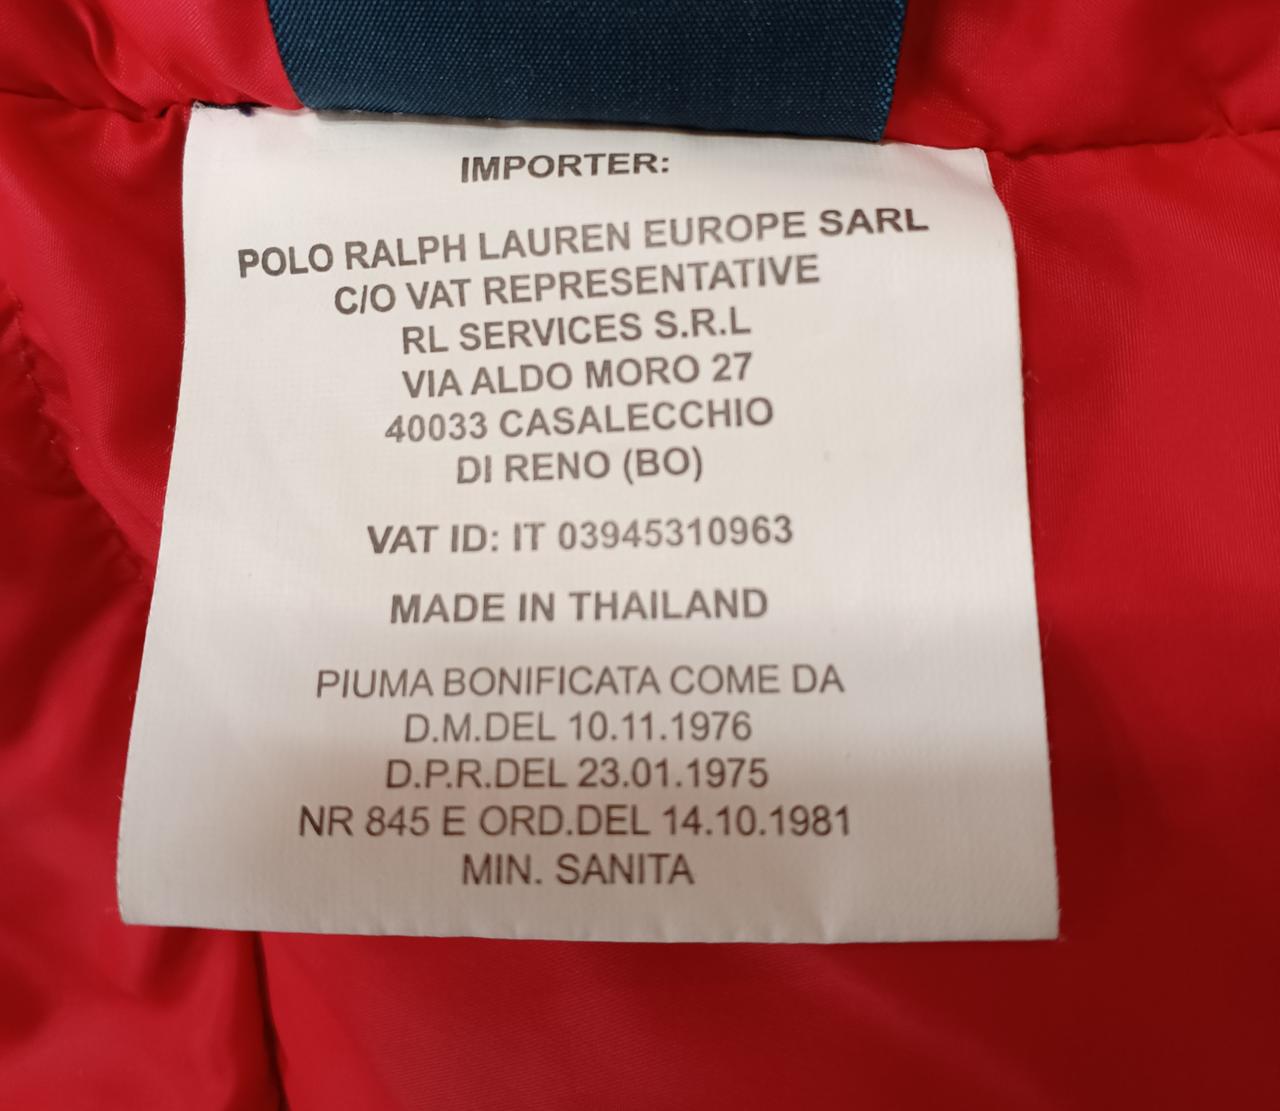 IMPORTER:
POLO RALPH LAUREN EUROPE SARL
C/O VAT REPRESENTATIVE
RL SERVICES S.R.L
VIA ALDO MORO 27
40033 CASALECCHIO
DI RENO (BO)
VAT ID: IT 03945310963
MADE IN THAILAND
PIUMA BONIFICATA COME DA
D.M.DEL 10.11.1976
D.P.R.DEL 23.01.1975
NR 845 E ORD.DEL 14.10.1981
MIN. SANITA